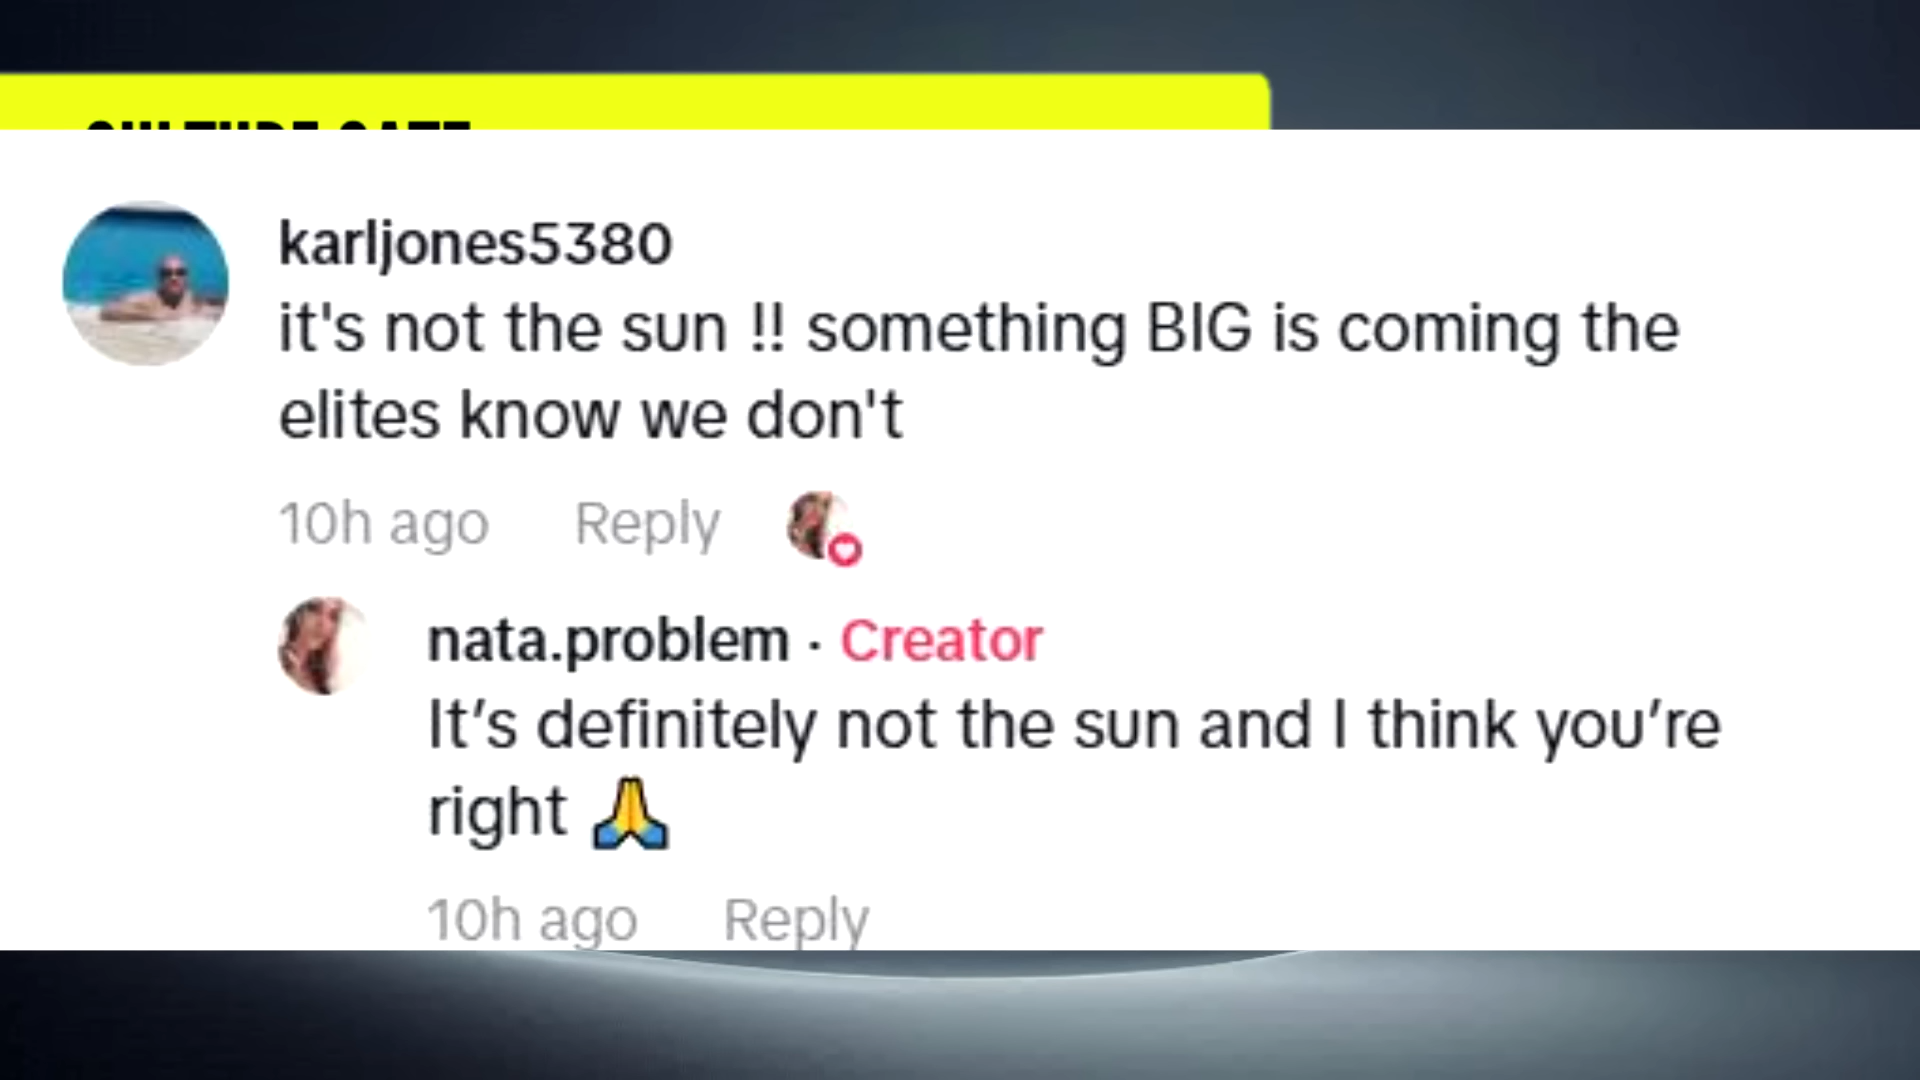 karljones5380
it's not the sun !! something BIG is coming the
elites know we don't
10h ago Reply
nata.problem · Creator
It’s definitely not the sun and I think you’re
right 🙏
10h ago Reply